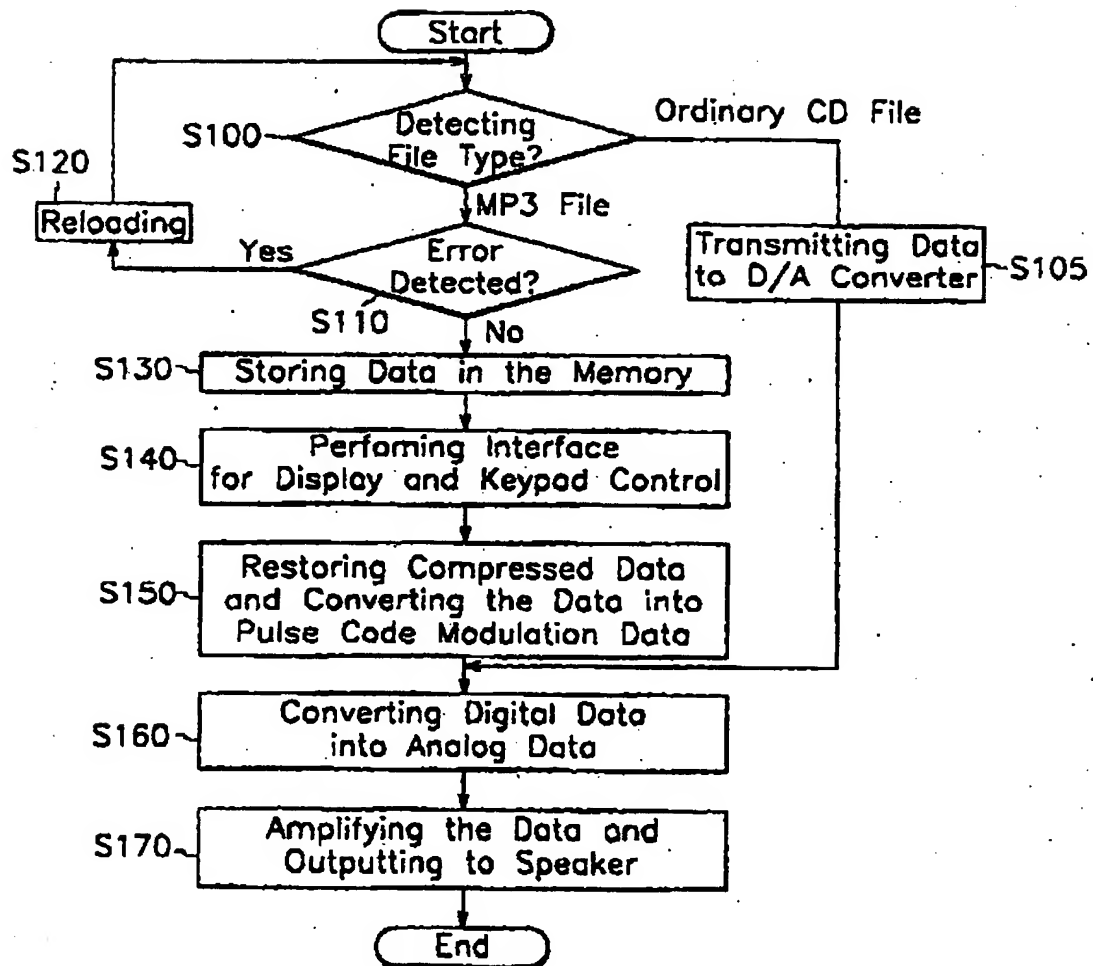 Start
Ordinary CD File
S100
Detecting
File Type?
S120
MP3 File
Reloading
Yes
Error
Detected?
Transmitting Data
to D/A Converter
S105
S110
No
S130
Storing Data in the Memory
S140
Perfoming Interface
for Display and Keypad Control
S150
Restoring Compressed Data
and Converting the Data into
Pulse Code Modulation Data
S160
Converting Digital Data
into Analog Data
S170
Amplifying the Data and
Outputting to Speaker
End